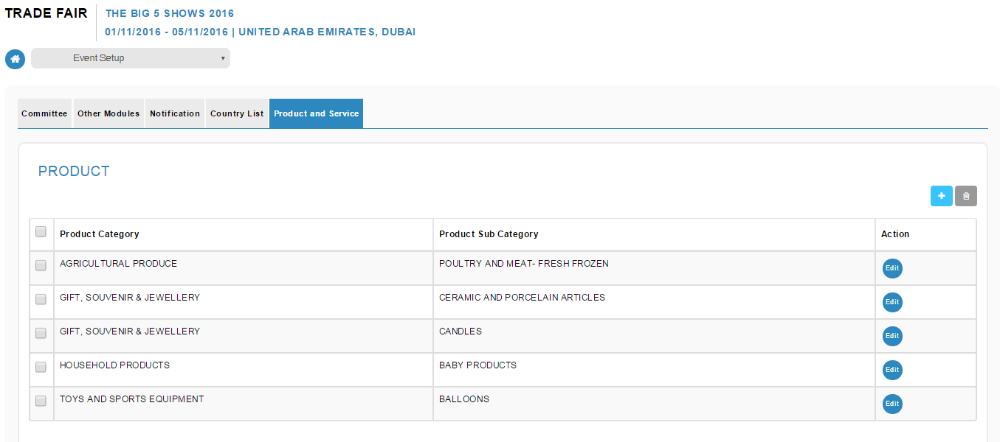 TRADE FAIR
THE BIG 5 SHOWS 2016
01/11/2016 - 05/11/2016 | UNITED ARAB EMIRATES, DUBAI
Event Setup
Committee Other Modules Notification Country List Product and Service
PRODUCT
Product Category Product Sub Category Action
AGRICULTURAL PRODUCE POULTRY AND MEAT- FRESH FROZEN Edit
GIFT, SOUVENIR & JEWELLERY CERAMIC AND PORCELAIN ARTICLES Edit
GIFT, SOUVENIR & JEWELLERY CANDLES Edit
HOUSEHOLD PRODUCTS BABY PRODUCTS Edit
TOYS AND SPORTS EQUIPMENT BALLOONS Edit